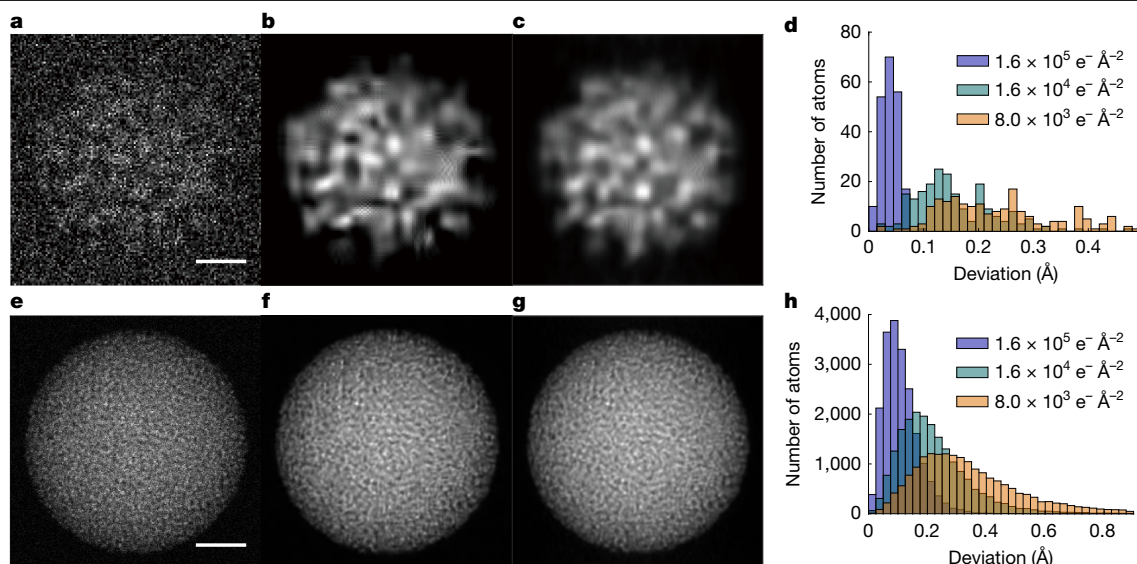 a
b
c
d
80
60
40
20
0
Number of atoms
1.6 × 10⁵ e⁻ Å⁻²
1.6 × 10⁴ e⁻ Å⁻²
8.0 × 10³ e⁻ Å⁻²
0 0.1 0.2 0.3 0.4
Deviation (Å)
e
f
g
h
4,000
3,000
2,000
1,000
0
Number of atoms
1.6 × 10⁵ e⁻ Å⁻²
1.6 × 10⁴ e⁻ Å⁻²
8.0 × 10³ e⁻ Å⁻²
0 0.2 0.4 0.6 0.8
Deviation (Å)